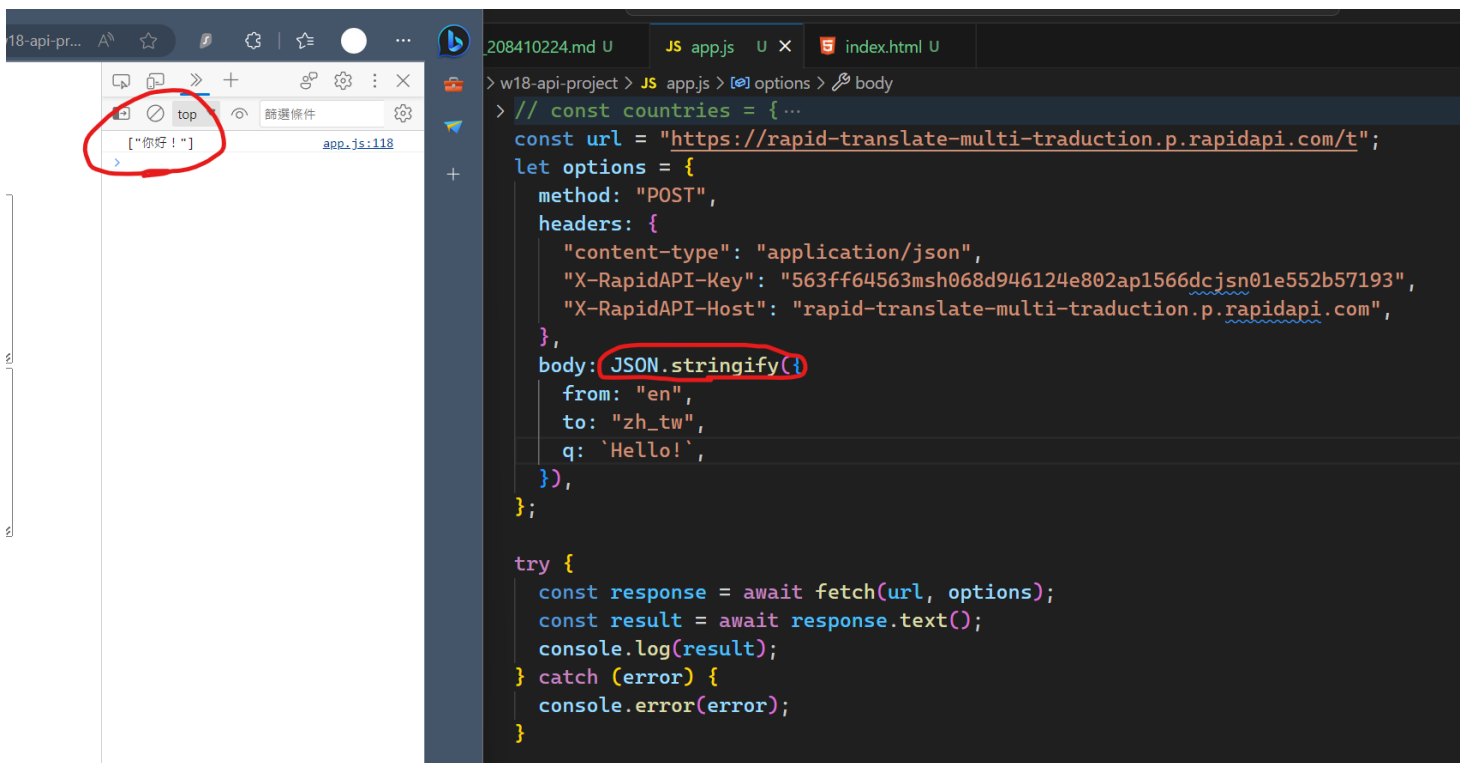 w18-api-pr...
top
篩選條件
["你好！"] app.js:118
>
_208410224.md U JS app.js U index.html U
> w18-api-project > JS app.js > options > body
// const countries = {…
const url = "https://rapid-translate-multi-traduction.p.rapidapi.com/t";
let options = {
method: "POST",
headers: {
"content-type": "application/json",
"X-RapidAPI-Key": "563ff64563msh068d946124e802ap1566dcjsn01e552b57193",
"X-RapidAPI-Host": "rapid-translate-multi-traduction.p.rapidapi.com",
},
body: JSON.stringify({
from: "en",
to: "zh_tw",
q: `Hello!`,
}),
};
try {
const response = await fetch(url, options);
const result = await response.text();
console.log(result);
} catch (error) {
console.error(error);
}